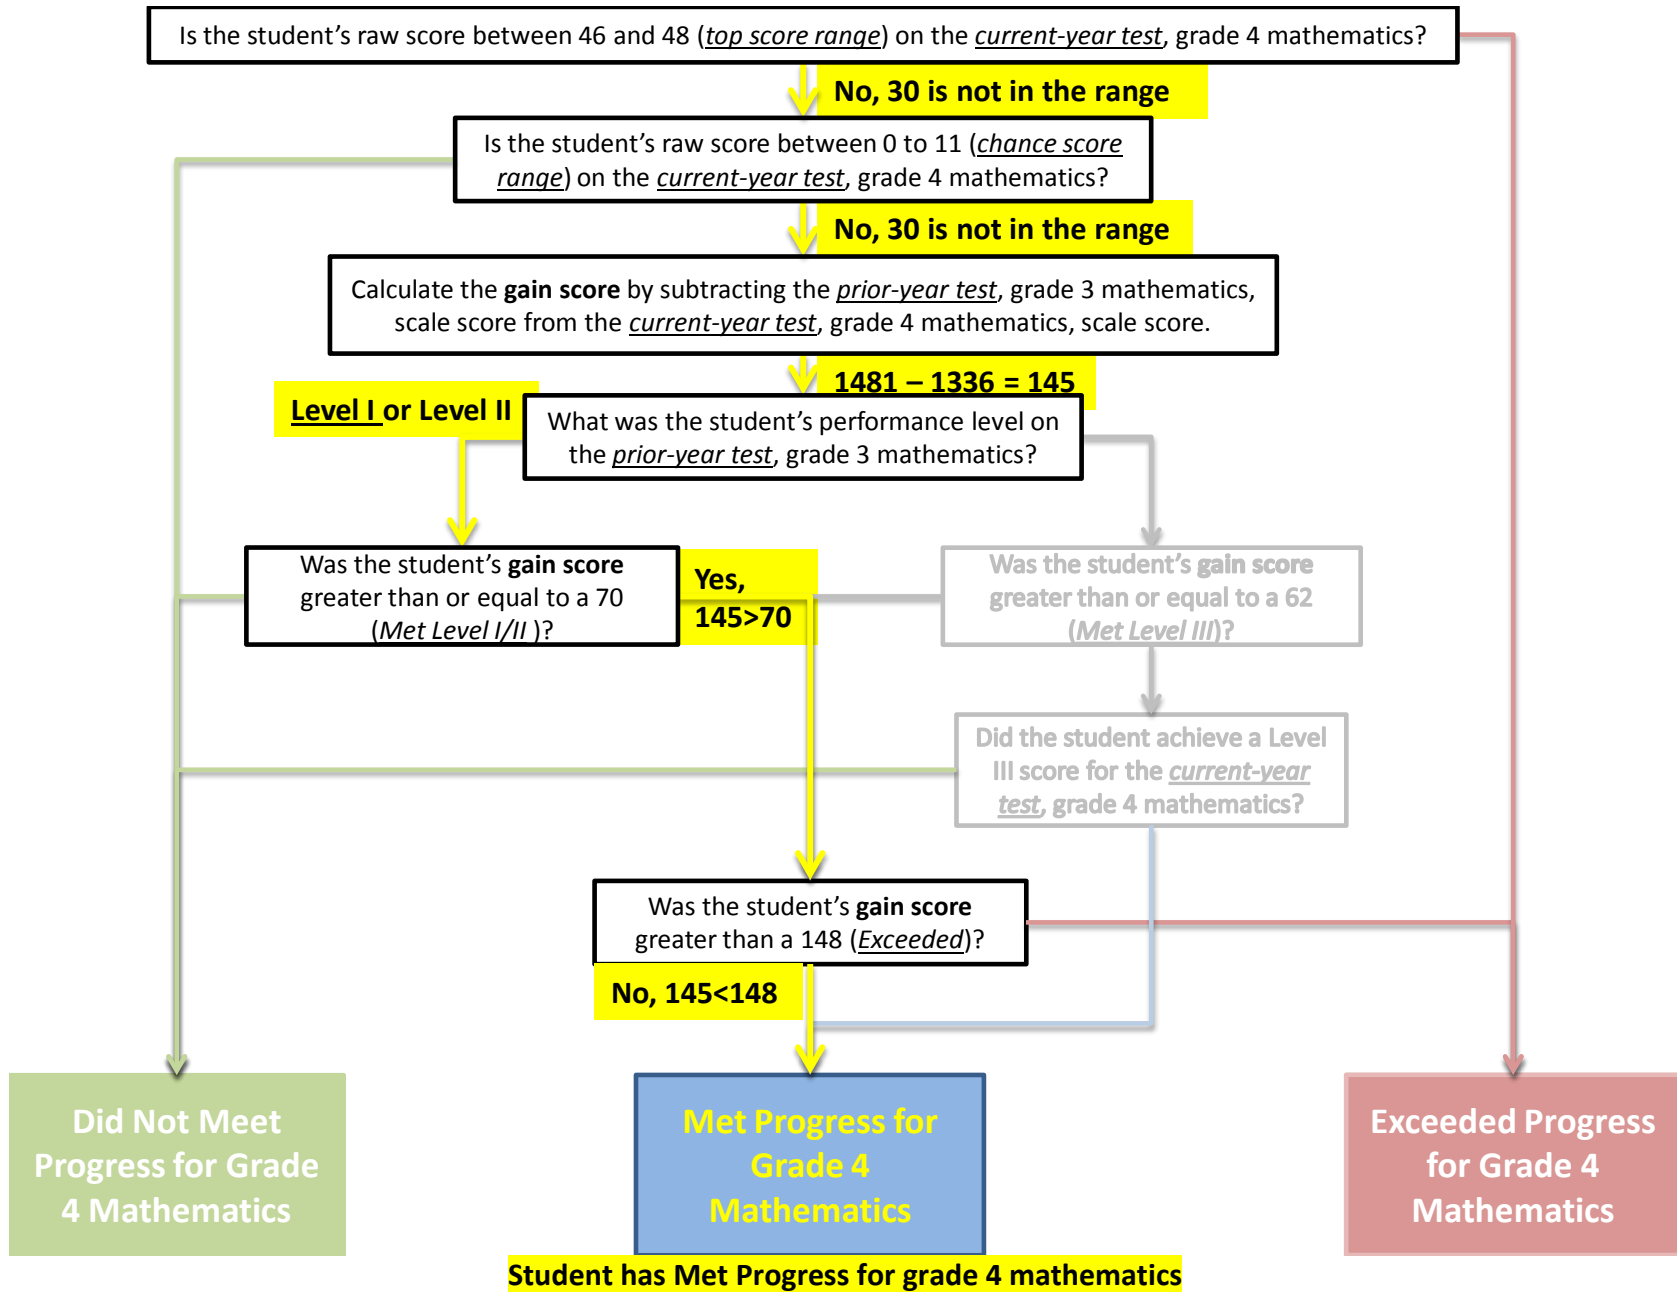 Is the student's raw score between 46 and 48 (top score range) on the current-year test, grade 4 mathematics?
No, 30 is not in the range
Is the student's raw score between 0 to 11 (chance score
range) on the current-year test, grade 4 mathematics?
No, 30 is not in the range
Calculate the gain score by subtracting the prior-year test, grade 3 mathematics,
scale score from the current-year test, grade 4 mathematics, scale score.
1481 – 1336 = 145
Level I or Level II
What was the student's performance level on
the prior-year test, grade 3 mathematics?
Was the student's gain score
greater than or equal to a 70
(Met Level I/II )?
Yes,
145>70
Was the student's gain score
greater than or equal to a 62
(Met Level III)?
Did the student achieve a Level
III score for the current-year
test, grade 4 mathematics?
Was the student's gain score
greater than a 148 (Exceeded)?
No, 145<148
Did Not Meet
Progress for Grade
4 Mathematics
Met Progress for
Grade 4
Mathematics
Exceeded Progress
for Grade 4
Mathematics
Student has Met Progress for grade 4 mathematics